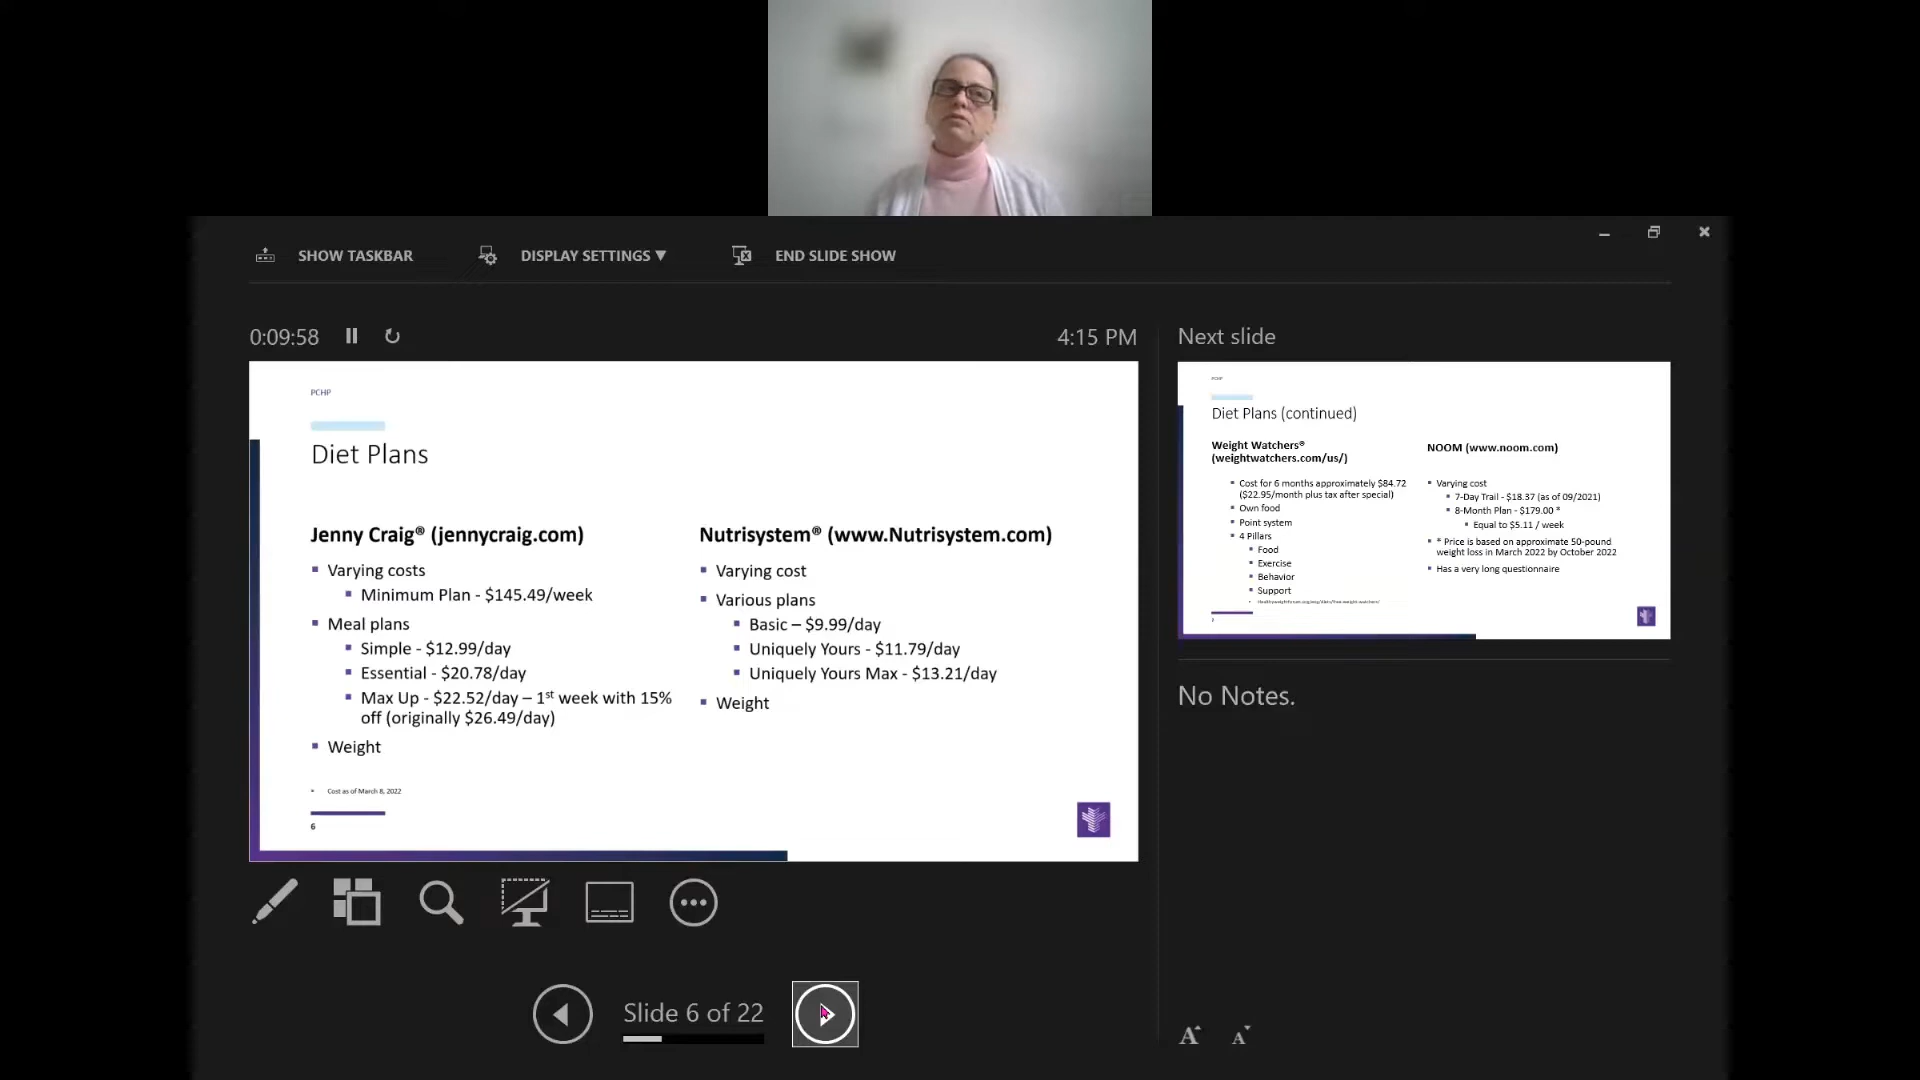 SHOW TASKBAR
DISPLAY SETTINGS ▼
END SLIDE SHOW
0:09:58
4:15 PM
PCHP
Diet Plans
Jenny Craig® (jennycraig.com)
▪ Varying costs
▪ Minimum Plan - $145.49/week
▪ Meal plans
▪ Simple - $12.99/day
▪ Essential - $20.78/day
▪ Max Up - $22.52/day – 1st week with 15%
off (originally $26.49/day)
▪ Weight
▪ Cost as of March 8, 2022
6
Nutrisystem® (www.Nutrisystem.com)
▪ Varying cost
▪ Various plans
▪ Basic – $9.99/day
▪ Uniquely Yours - $11.79/day
▪ Uniquely Yours Max - $13.21/day
▪ Weight
Next slide
PCHP
Diet Plans (continued)
Weight Watchers®
(weightwatchers.com/us/)
▪ Cost for 6 months approximately $84.72
($22.95/month plus tax after special)
▪ Own food
▪ Point system
▪ 4 Pillars
▪ Food
▪ Exercise
▪ Behavior
▪ Support
7
NOOM (www.noom.com)
▪ Varying cost
▪ 7-Day Trail - $18.37 (as of 09/2021)
▪ 8-Month Plan - $179.00 *
▪ Equal to $5.11 / week
▪ * Price is based on approximate 50-pound
weight loss in March 2022 by October 2022
▪ Has a very long questionnaire
No Notes.
Slide 6 of 22
A A